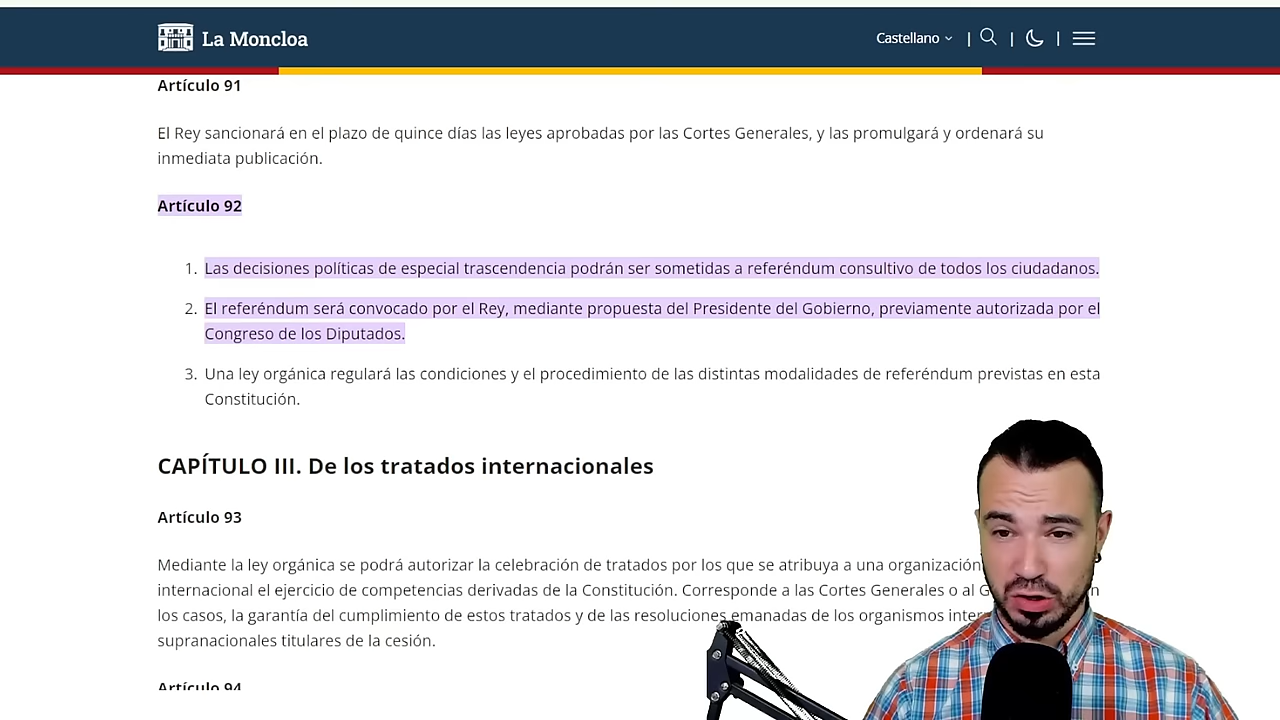 La Moncloa
Castellano
Artículo 91
El Rey sancionará en el plazo de quince días las leyes aprobadas por las Cortes Generales, y las promulgará y ordenará su
inmediata publicación.
Artículo 92
1. Las decisiones políticas de especial trascendencia podrán ser sometidas a referéndum consultivo de todos los ciudadanos.
2. El referéndum será convocado por el Rey, mediante propuesta del Presidente del Gobierno, previamente autorizada por el
Congreso de los Diputados.
3. Una ley orgánica regulará las condiciones y el procedimiento de las distintas modalidades de referéndum previstas en esta
Constitución.
CAPÍTULO III. De los tratados internacionales
Artículo 93
Mediante la ley orgánica se podrá autorizar la celebración de tratados por los que se atribuya a una organización
internacional el ejercicio de competencias derivadas de la Constitución. Corresponde a las Cortes Generales o al
los casos, la garantía del cumplimiento de estos tratados y de las resoluciones emanadas de los organismos
supranacionales titulares de la cesión.
Artículo 94